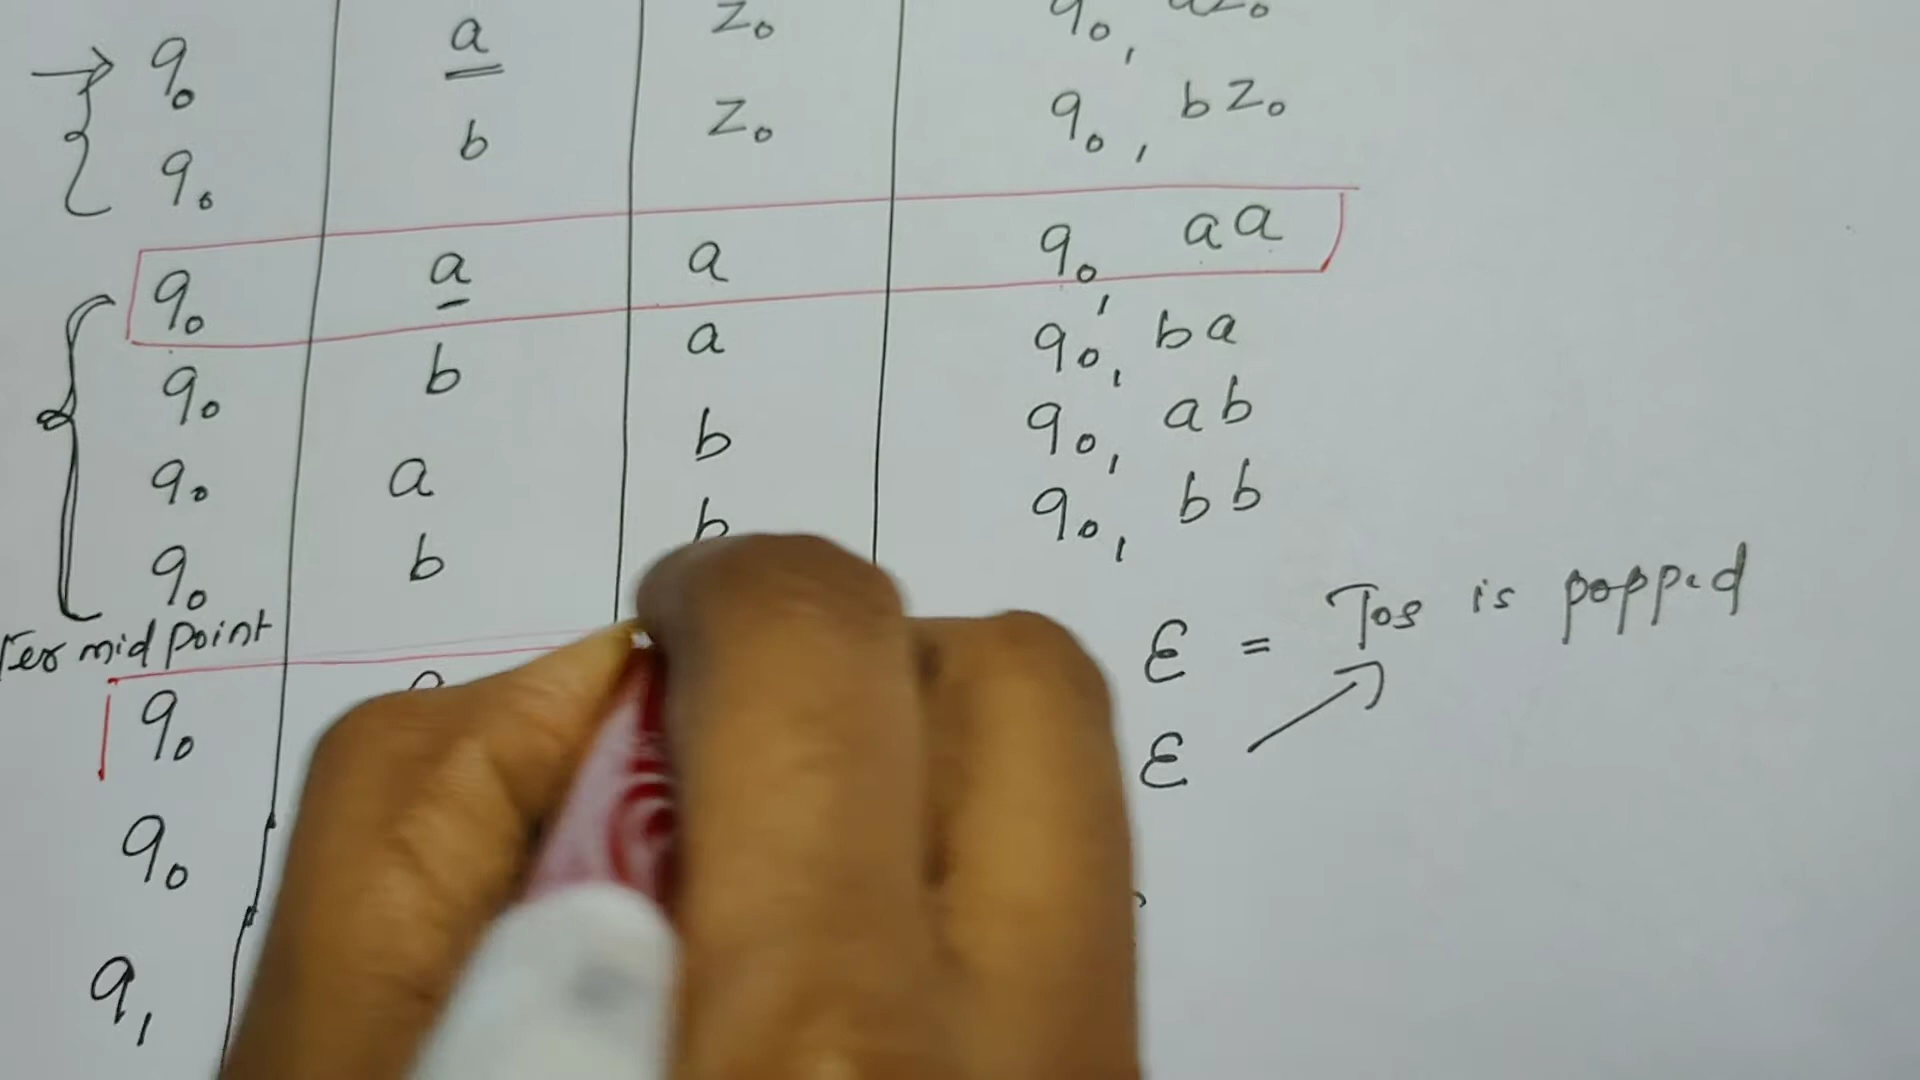 q₀ a Z₀ q₀, aZ₀
q₀ b Z₀ q₀, bZ₀
q₀ a a q₀, aa
q₀ b a q₀, ba
q₀ a b q₀, ab
q₀ b b q₀, bb
mid point
q₀ ε = Tos is popped
q₀ ε
q₁